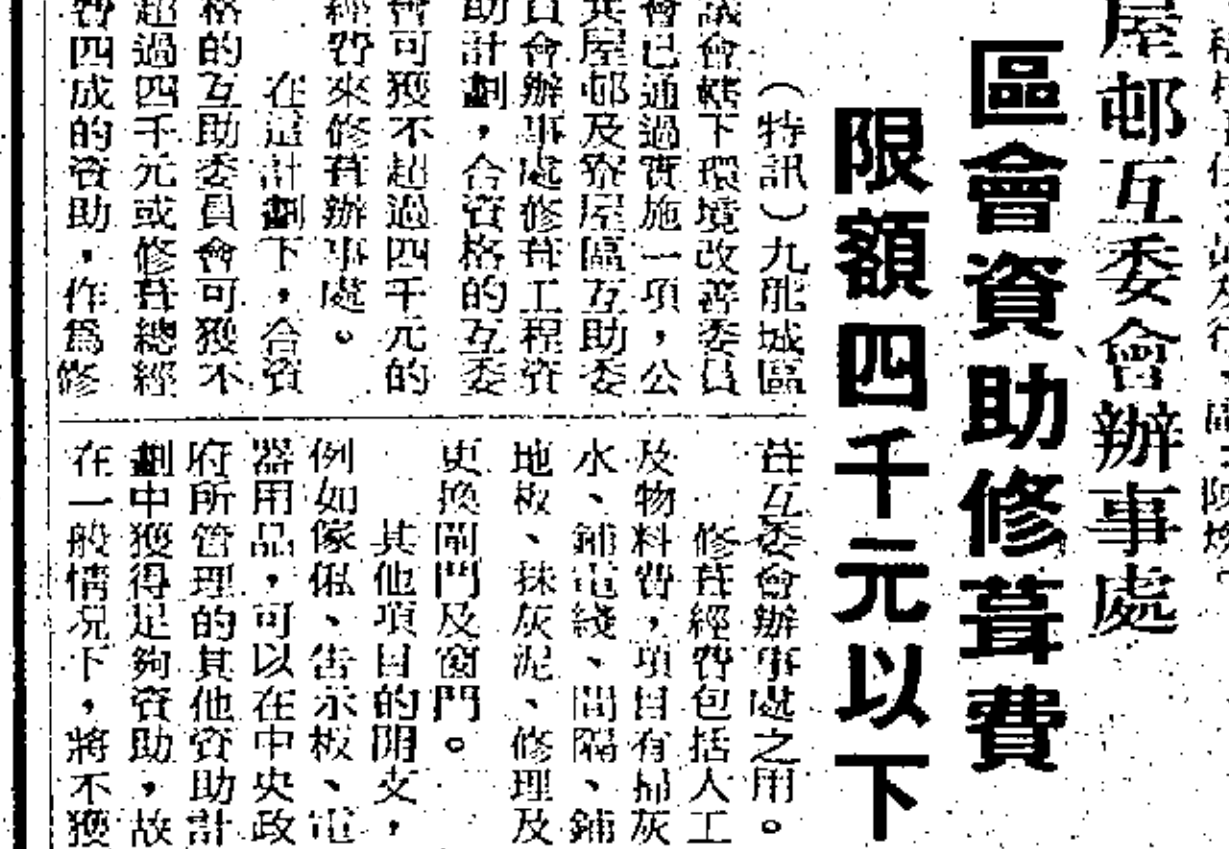 屋邨互委會辦事處
區會資助修葺費
限額四千元以下
(特訊)九龍城區
議會轄下環境改善委員
會已通過實施一項,公
共屋邨及寮屋區互助委
員會辦事處修葺工程資
助計劃,合資格的互委
會可獲不超過四千元的
經費來修葺辦事處。
在這計劃下,合資
格的互助委員會可獲不
超過四千元或修葺總經
費四成的資助,作爲修
葺互委會辦事處之用。
修葺經費包括人工
及物料費,項目有掃灰
水、鋪電綫、間隔、鋪
地板、抹灰泥、修理及
更換閘門及窗門。
其他項目的開支,
例如傢俬、告示板、電
器用品,可以在中央政
府所管理的其他資助計
劃中獲得足夠資助,故
在一般情况下,將不獲